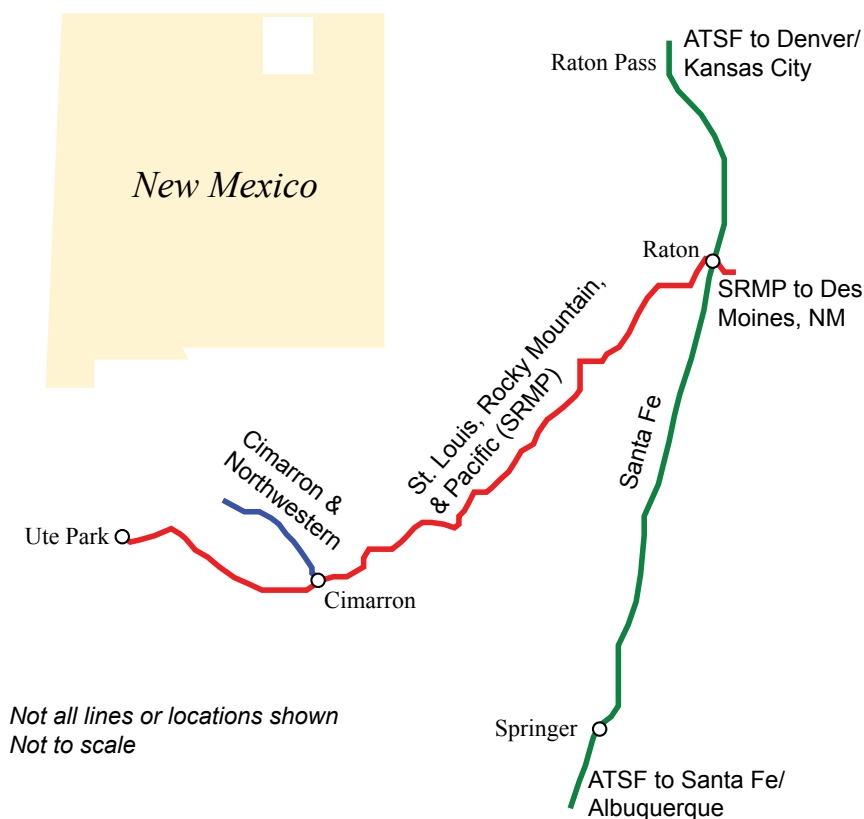 ATSF to Denver/
Kansas City
Raton Pass
New Mexico
Raton
SRMP to Des
Moines, NM
St. Louis, Rocky Mountain,
& Pacific (SRMP)
Santa Fe
Cimarron &
Northwestern
Ute Park
Cimarron
Not all lines or locations shown
Not to scale
Springer
ATSF to Santa Fe/
Albuquerque